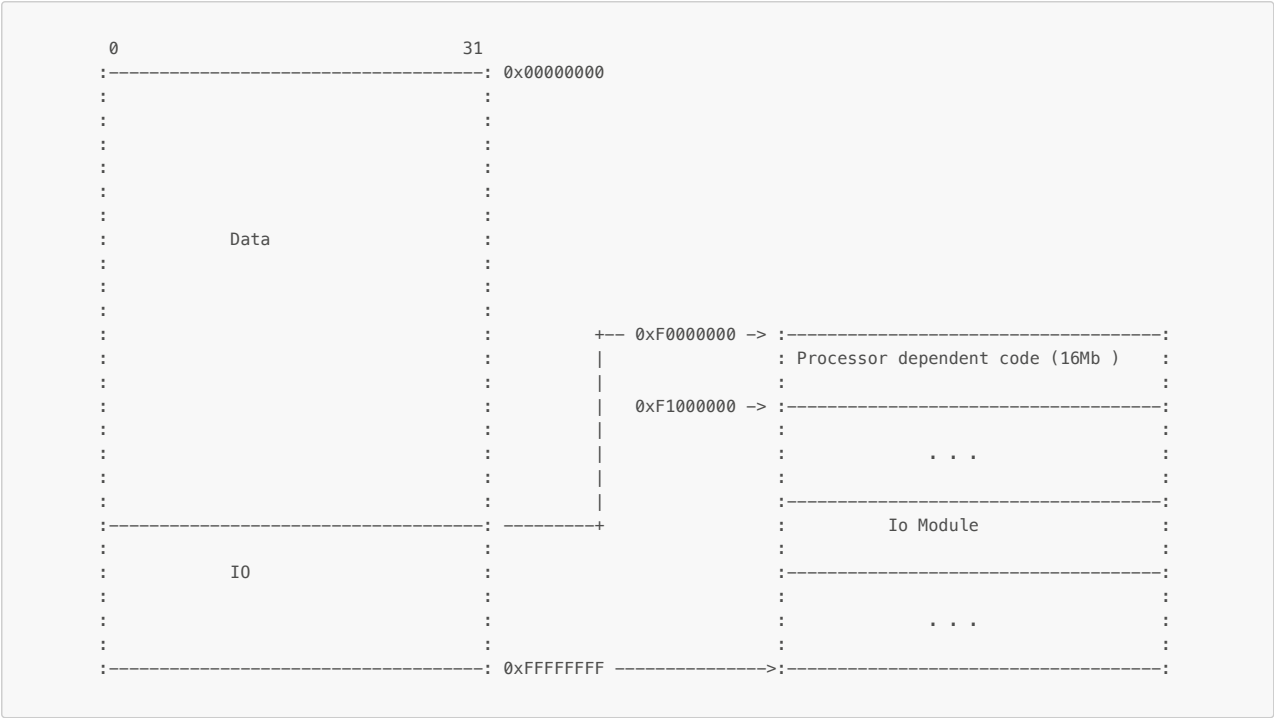 0 31
:-------------------------------------: 0x00000000
: :
: :
: :
: :
: :
: :
: Data :
: :
: :
: :
: : +-- 0xF0000000 -> :-------------------------------------:
: : | : Processor dependent code (16Mb ) :
: : | : :
: : | 0xF1000000 -> :-------------------------------------:
: : | : :
: : | : . . . :
: : | : :
: : | :-------------------------------------:
:-------------------------------------: ---------+ : Io Module :
: : : :
: IO : :-------------------------------------:
: : : :
: : : . . . :
: : : :
:-------------------------------------: 0xFFFFFFFF --------------->:-------------------------------------: